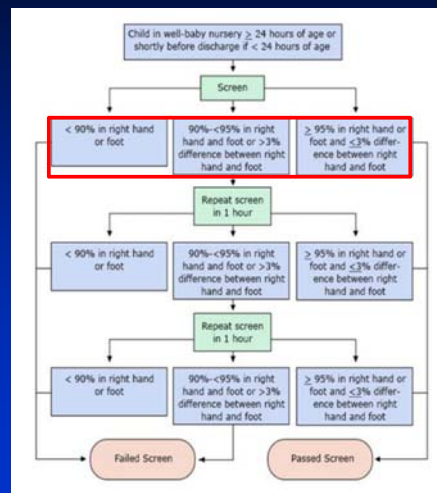 Child in well-baby nursery ≥ 24 hours of age or
shortly before discharge if < 24 hours of age
Screen
< 90% in right hand
or foot
90%-<95% in right
hand and foot or >3%
difference between right
hand and foot
≥ 95% in right hand or
foot and ≤3% differ-
ence between right
hand and foot
Repeat screen
in 1 hour
< 90% in right hand
or foot
90%-<95% in right
hand and foot or >3%
difference between right
hand and foot
≥ 95% in right hand or
foot and ≤3% differ-
ence between right
hand and foot
Repeat screen
in 1 hour
< 90% in right hand
or foot
90%-<95% in right
hand and foot or >3%
difference between right
hand and foot
≥ 95% in right hand or
foot and ≤3% differ-
ence between right
hand and foot
Failed Screen
Passed Screen